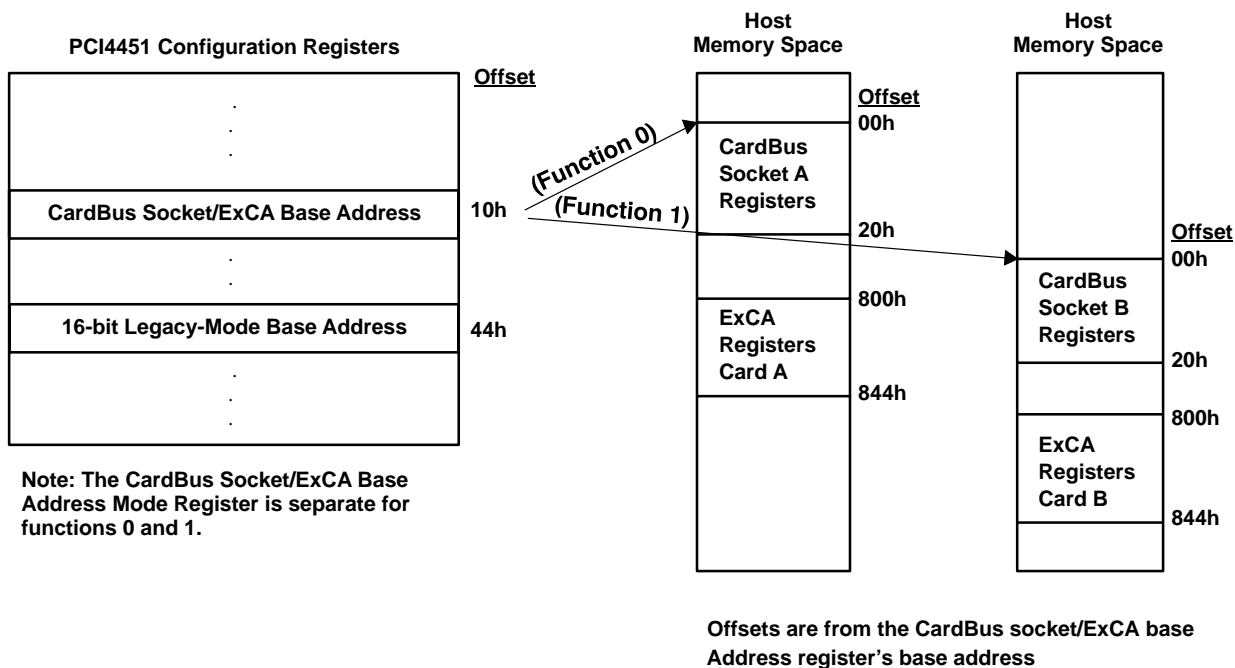 PCI4451 Configuration Registers
Offset
.
.
.
CardBus Socket/ExCA Base Address
10h
.
.
16-bit Legacy-Mode Base Address
44h
.
.
.
Note: The CardBus Socket/ExCA Base
Address Mode Register is separate for
functions 0 and 1.
(Function 0)
(Function 1)
Host
Memory Space
Offset
00h
CardBus
Socket A
Registers
20h
800h
ExCA
Registers
Card A
844h
Host
Memory Space
Offset
00h
CardBus
Socket B
Registers
20h
800h
ExCA
Registers
Card B
844h
Offsets are from the CardBus socket/ExCA base
Address register’s base address